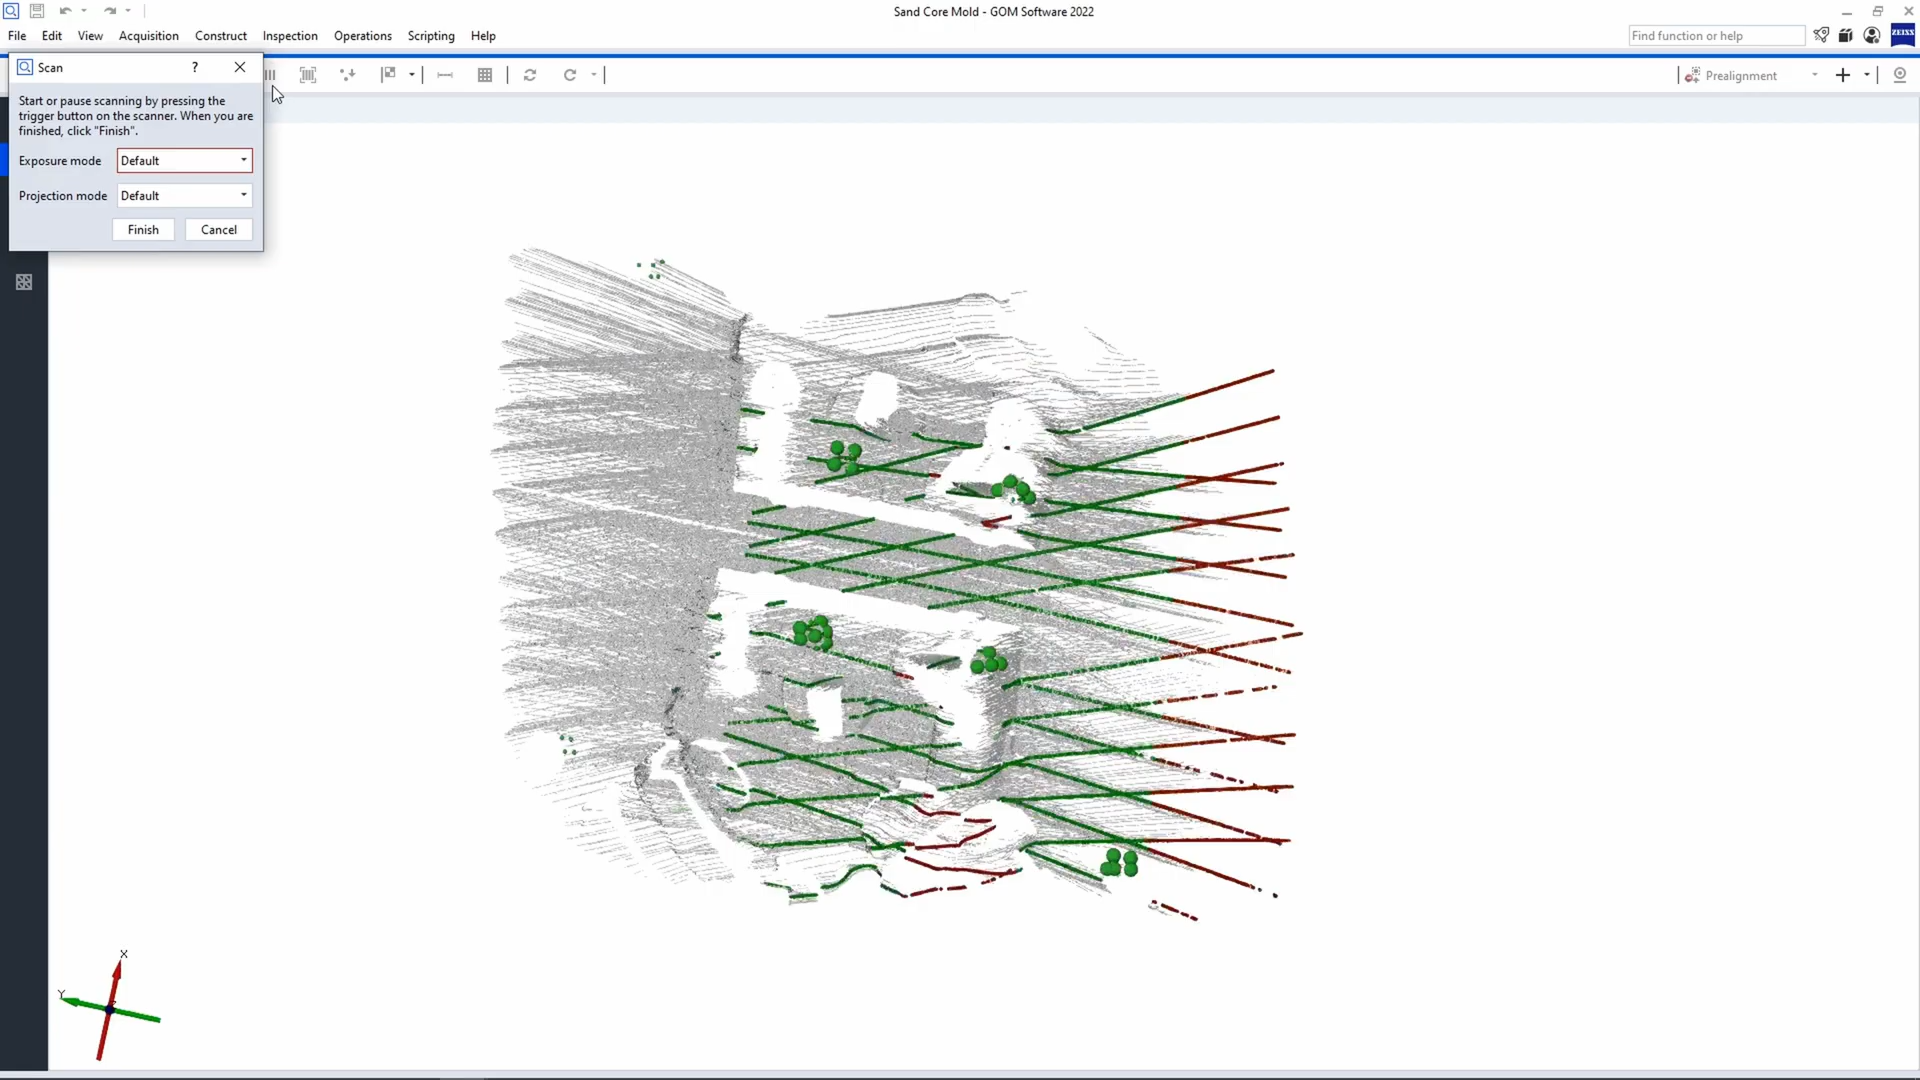 Sand Core Mold - GOM Software 2022
File Edit View Acquisition Construct Inspection Operations Scripting Help
Find function or help
ZEISS
Scan ?
Prealignment
Start or pause scanning by pressing the
trigger button on the scanner. When you are
finished, click "Finish".
Exposure mode Default
Projection mode Default
Finish Cancel
X
Y